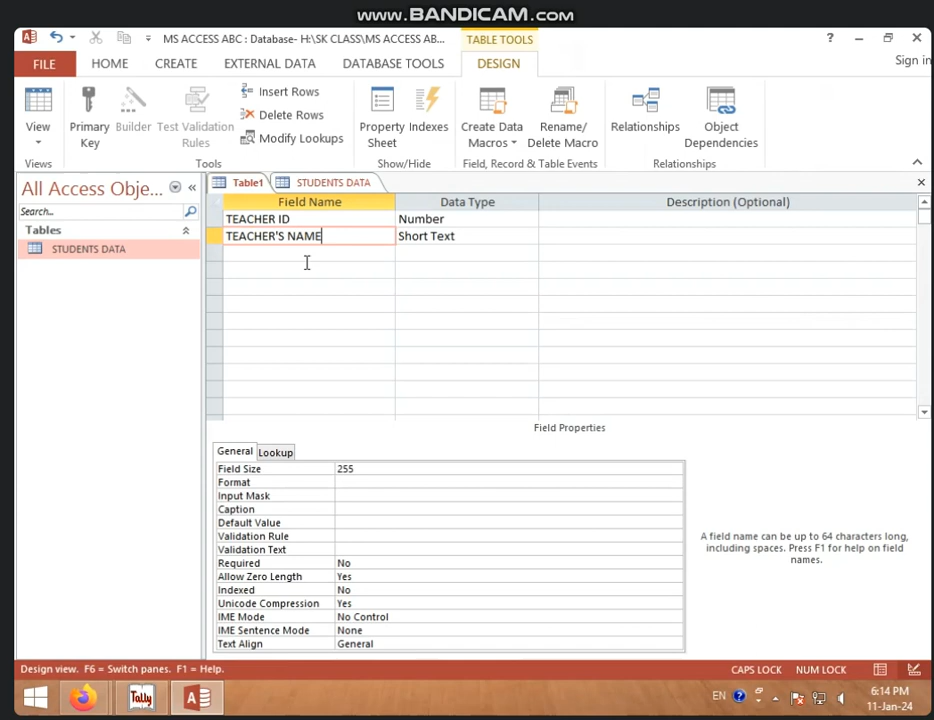 www.BANDICAM.com
MS ACCESS ABC : Database- H:\SK CLASS\MS ACCESS AB...
TABLE TOOLS
?
Sign in
FILE
HOME
CREATE
EXTERNAL DATA
DATABASE TOOLS
DESIGN
View
Primary Key
Builder
Test Validation Rules
Insert Rows
Delete Rows
Modify Lookups
Property Sheet
Indexes
Create Data Macros
Rename/ Delete Macro
Relationships
Object Dependencies
Views
Tools
Show/Hide
Field, Record & Table Events
Relationships
All Access Obje...
Search...
Tables
STUDENTS DATA
Table1
STUDENTS DATA
Field Name
Data Type
Description (Optional)
TEACHER ID
Number
TEACHER'S NAME
Short Text
Field Properties
General
Lookup
Field Size 255
Format
Input Mask
Caption
Default Value
Validation Rule
Validation Text
Required No
Allow Zero Length Yes
Indexed No
Unicode Compression Yes
IME Mode No Control
IME Sentence Mode None
Text Align General
A field name can be up to 64 characters long,
including spaces. Press F1 for help on field
names.
Design view. F6 = Switch panes. F1 = Help.
CAPS LOCK
NUM LOCK
Tally
EN
6:14 PM
11-Jan-24